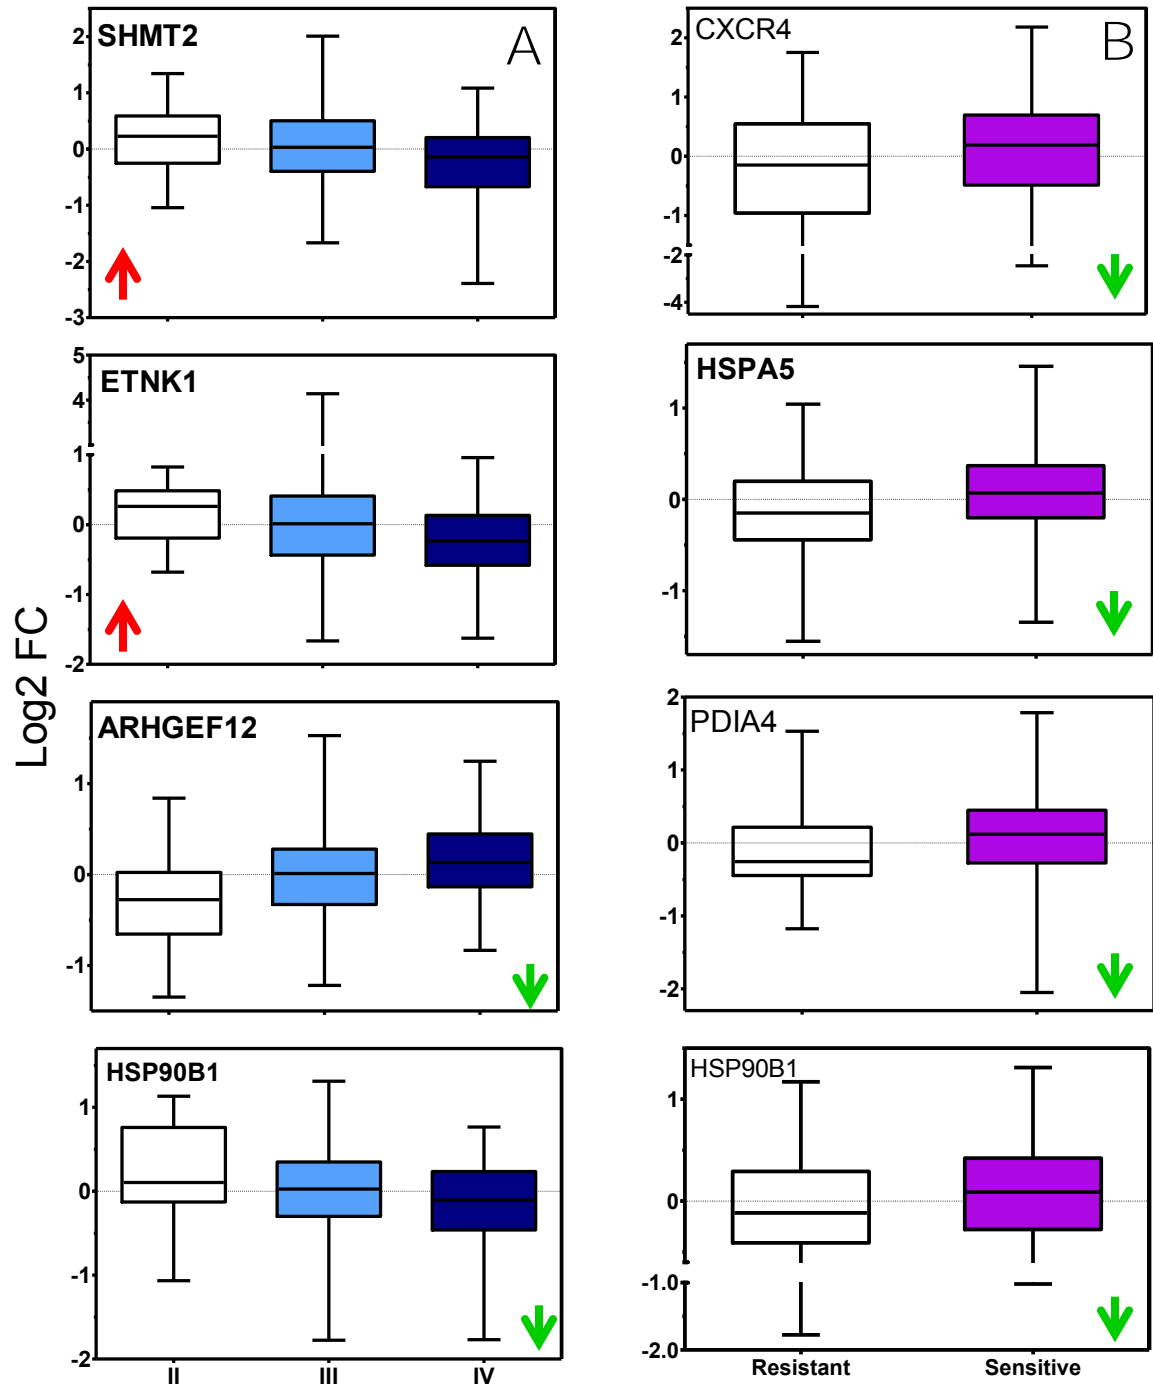 Log2 FC
A
SHMT2
2
1
0
-1
-2
-3
ETNK1
5
4
1
0
-1
-2
ARHGEF12
1
0
-1
HSP90B1
1
0
-1
-2
II III IV
B
CXCR4
2
1
0
-1
-2
-4
HSPA5
1
0
-1
PDIA4
2
1
0
-1
-2
HSP90B1
1
0
-1.0
-2.0
Resistant Sensitive